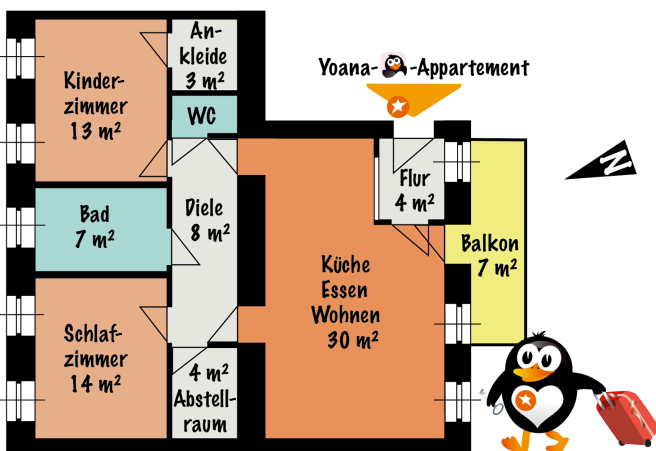 An-
kleide
3 m²
Yoana- -Appartement
Kinder-
zimmer
13 m²
WC
N
Flur
4 m²
Bad
7 m²
Diele
8 m²
Balkon
7 m²
Küche
Essen
Wohnen
30 m²
Schlaf-
zimmer
14 m²
4 m²
Abstell-
raum